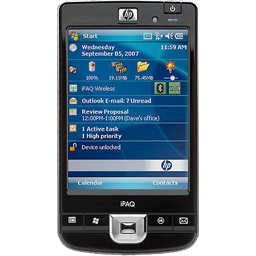 hp
Start 11:59 AM
Wednesday
September 05, 2007
100% 19.11MB 75.45MB
iPAQ Wireless
Outlook E-mail: 7 Unread
Review Proposal
12:00PM-1:00PM (Dave's office)
1 Active task
1 High priority
Device unlocked
hp
Calendar Contacts
iPAQ